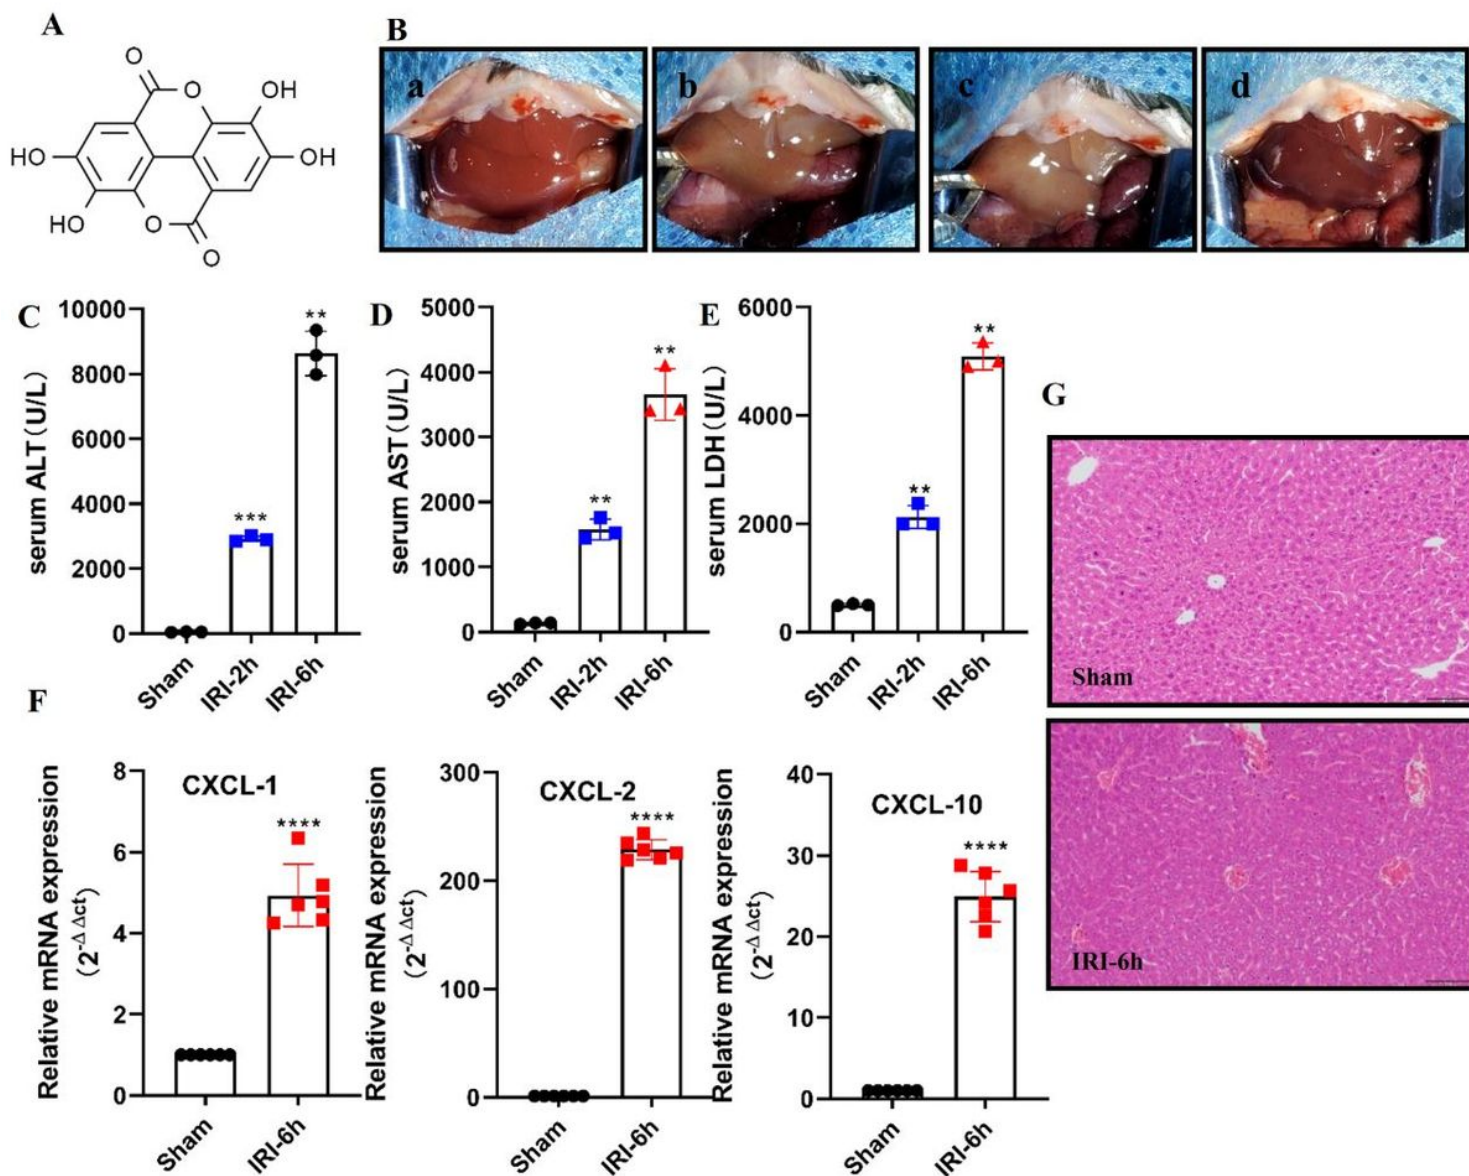 A
O
O
OH
HO
OH
HO
O
O
B
a
b
c
d
C
serum ALT（U/L）
10000
8000
6000
4000
2000
0
***
**
Sham
IRI-2h
IRI-6h
D
serum AST（U/L）
5000
4000
3000
2000
1000
0
**
**
Sham
IRI-2h
IRI-6h
E
serum LDH（U/L）
6000
4000
2000
0
**
**
Sham
IRI-2h
IRI-6h
F
Relative mRNA expression
（2-Δ Δct）
8
6
4
2
0
CXCL-1
****
Sham
IRI-6h
Relative mRNA expression
（2-Δ Δct）
300
200
100
0
CXCL-2
****
Sham
IRI-6h
Relative mRNA expression
（2-Δ Δct）
40
30
20
10
0
CXCL-10
****
Sham
IRI-6h
G
Sham
IRI-6h